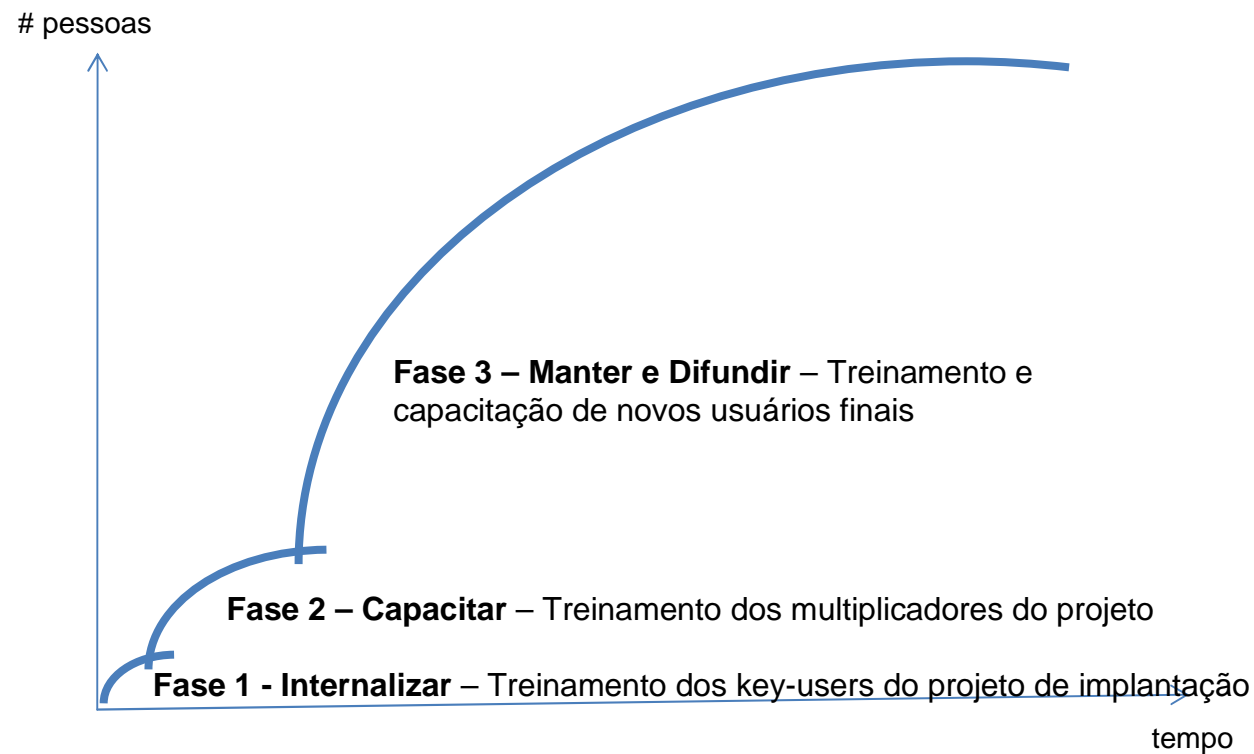 # pessoas
Fase 3 – Manter e Difundir – Treinamento e
capacitação de novos usuários finais
Fase 2 – Capacitar – Treinamento dos multiplicadores do projeto
Fase 1 - Internalizar – Treinamento dos key-users do projeto de implantação
tempo